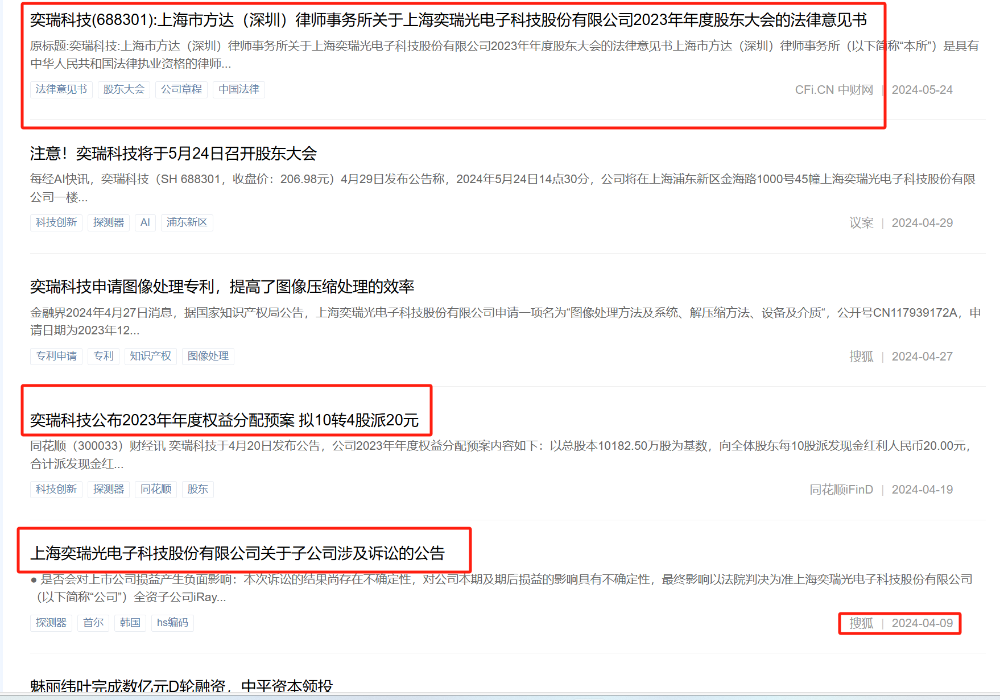 奕瑞科技(688301):上海市方达（深圳）律师事务所关于上海奕瑞光电子科技股份有限公司2023年年度股东大会的法律意见书
原标题:奕瑞科技:上海市方达（深圳）律师事务所关于上海奕瑞光电子科技股份有限公司2023年年度股东大会的法律意见书上海市方达（深圳）律师事务所（以下简称“本所”）是具有
中华人民共和国法律执业资格的律师...
法律意见书 股东大会 公司章程 中国法律 CFi.CN 中财网 | 2024-05-24
注意！奕瑞科技将于5月24日召开股东大会
每经AI快讯，奕瑞科技（SH 688301，收盘价：206.98元）4月29日发布公告称，2024年5月24日14点30分，公司将在上海浦东新区金海路1000号45幢上海奕瑞光电子科技股份有限
公司一楼...
科技创新 探测器 AI 浦东新区 议案 | 2024-04-29
奕瑞科技申请图像处理专利，提高了图像压缩处理的效率
金融界2024年4月27日消息，据国家知识产权局公告，上海奕瑞光电子科技股份有限公司申请一项名为“图像处理方法及系统、解压缩方法、设备及介质“，公开号CN117939172A，申
请日期为2023年12...
专利申请 专利 知识产权 图像处理 搜狐 | 2024-04-27
奕瑞科技公布2023年年度权益分配预案 拟10转4股派20元
同花顺（300033）财经讯 奕瑞科技于4月20日发布公告，公司2023年年度权益分配预案内容如下：以总股本10182.50万股为基数，向全体股东每10股派发现金红利人民币20.00元，
合计派发现金红...
科技创新 探测器 同花顺 股东 同花顺iFinD | 2024-04-19
上海奕瑞光电子科技股份有限公司关于子公司涉及诉讼的公告
● 是否会对上市公司损益产生负面影响：本次诉讼的结果尚存在不确定性，对公司本期及期后损益的影响具有不确定性，最终影响以法院判决为准上海奕瑞光电子科技股份有限公司
（以下简称“公司”）全资子公司iRay...
探测器 首尔 韩国 hs编码 搜狐 | 2024-04-09
魅丽纬叶完成数亿元D轮融资，中平资本领投